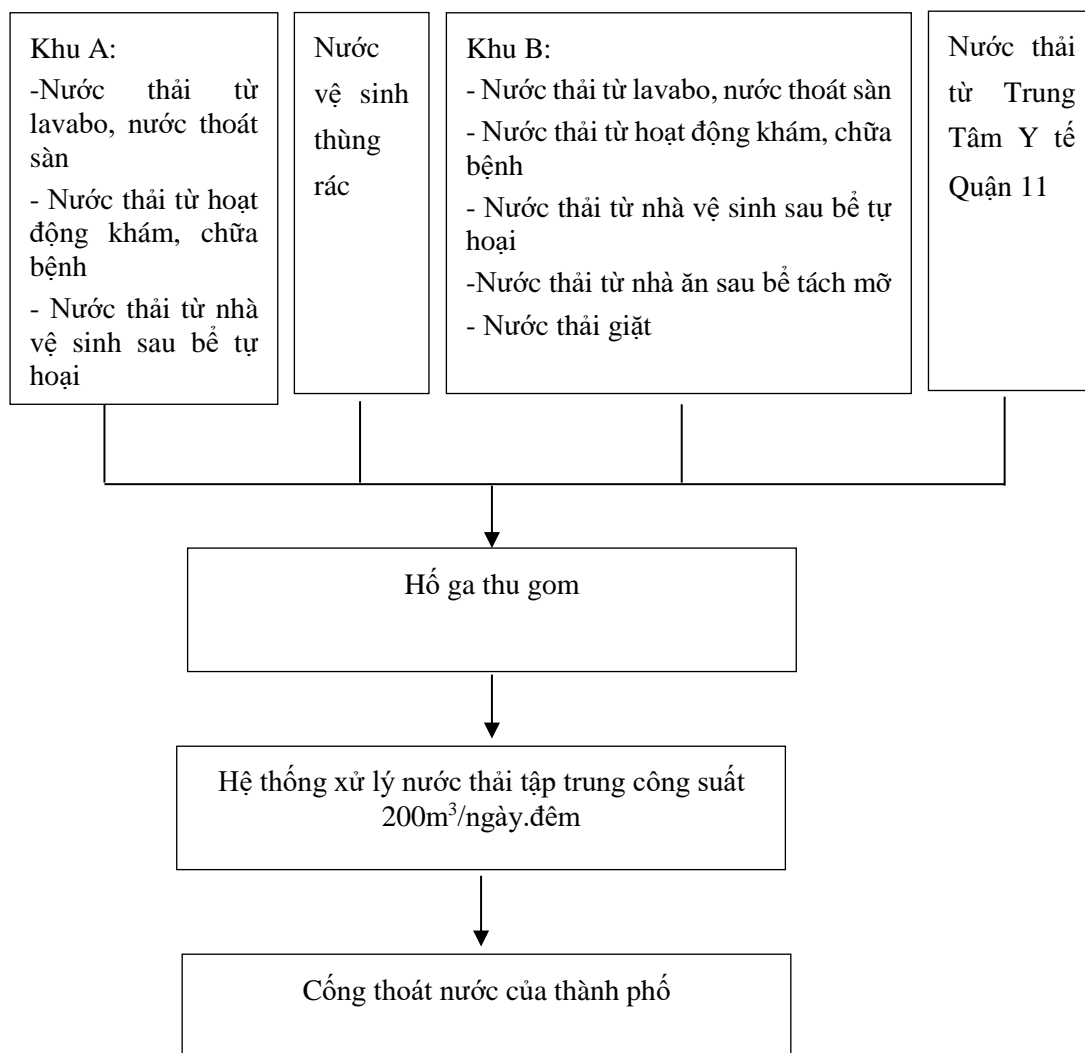 Khu A:
-Nước thải từ
lavabo, nước thoát
sàn
- Nước thải từ hoạt
động khám, chữa
bệnh
- Nước thải từ nhà
vệ sinh sau bể tự
hoại
Nước
vệ sinh
thùng
rác
Khu B:
- Nước thải từ lavabo, nước thoát sàn
- Nước thải từ hoạt động khám, chữa
bệnh
- Nước thải từ nhà vệ sinh sau bể tự
hoại
-Nước thải từ nhà ăn sau bể tách mỡ
- Nước thải giặt
Nước thải
từ Trung
Tâm Y tế
Quận 11
Hố ga thu gom
Hệ thống xử lý nước thải tập trung công suất
200m³/ngày.đêm
Cống thoát nước của thành phố